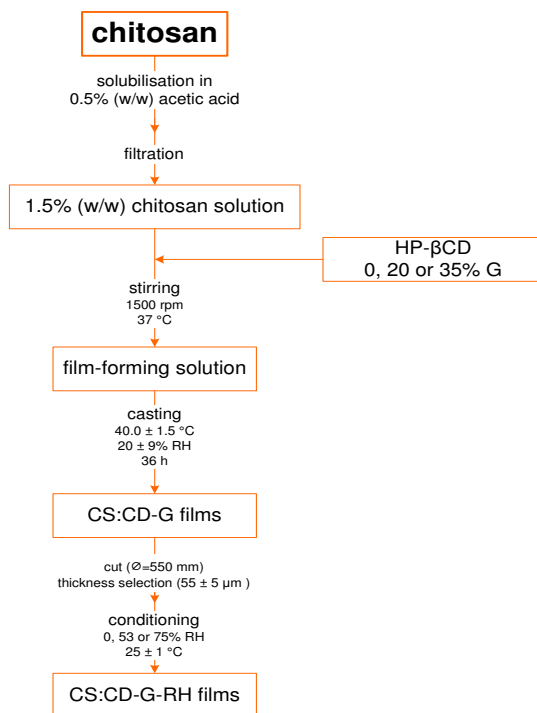 chitosan
solubilisation in
0.5% (w/w) acetic acid
filtration
1.5% (w/w) chitosan solution
HP-βCD
0, 20 or 35% G
stirring
1500 rpm
37 °C
film-forming solution
casting
40.0 ± 1.5 °C
20 ± 9% RH
36 h
CS:CD-G films
cut (∅=550 mm)
thickness selection (55 ± 5 μm )
conditioning
0, 53 or 75% RH
25 ± 1 °C
CS:CD-G-RH films